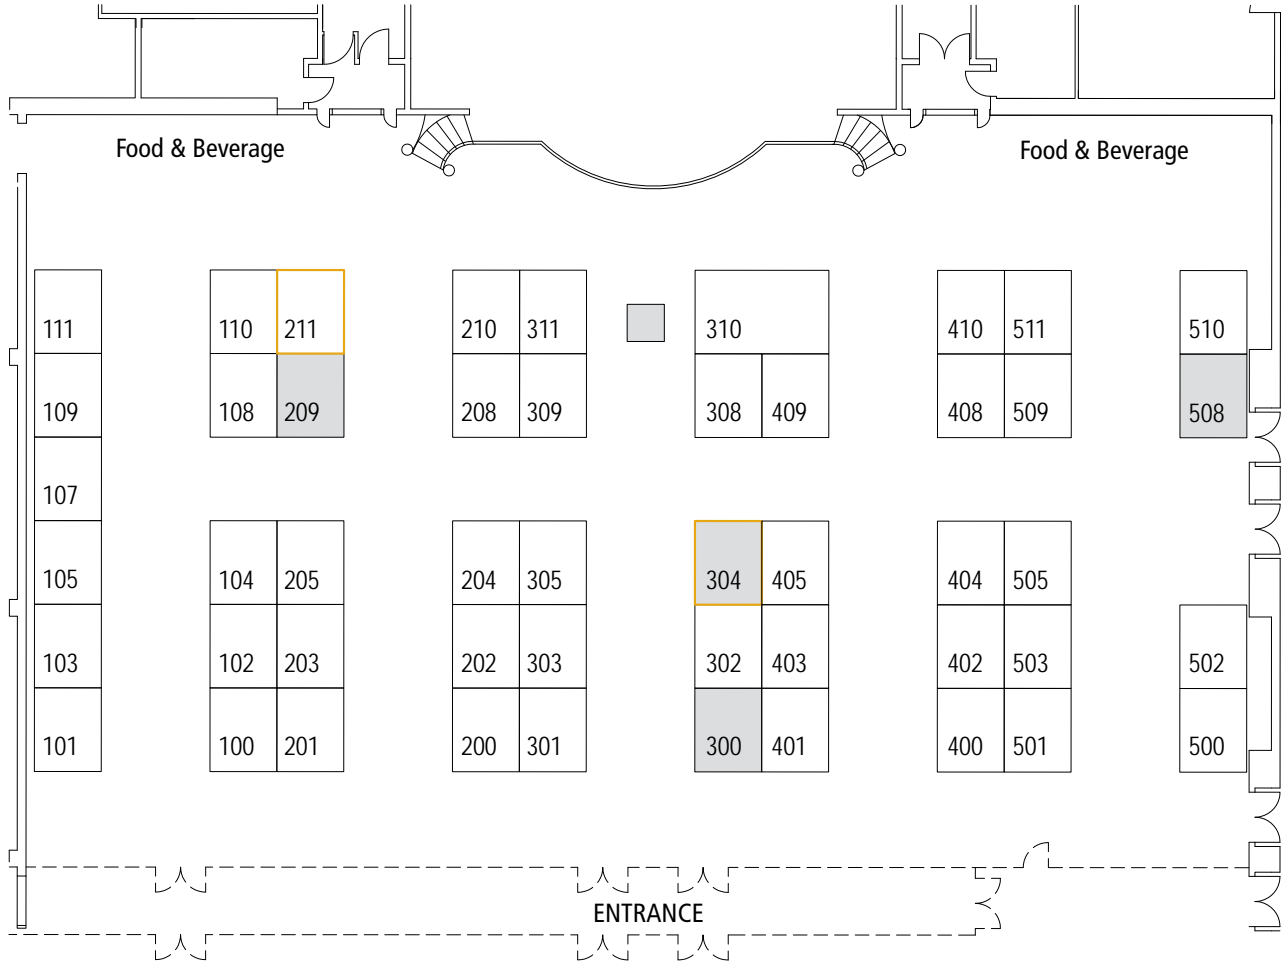 Food & Beverage
Food & Beverage
111 110 211 210 311 310 410 511 510
109 108 209 208 309 308 409 408 509 508
107
105 104 205 204 305 304 405 404 505
103 102 203 202 303 302 403 402 503 502
101 100 201 200 301 300 401 400 501 500
ENTRANCE